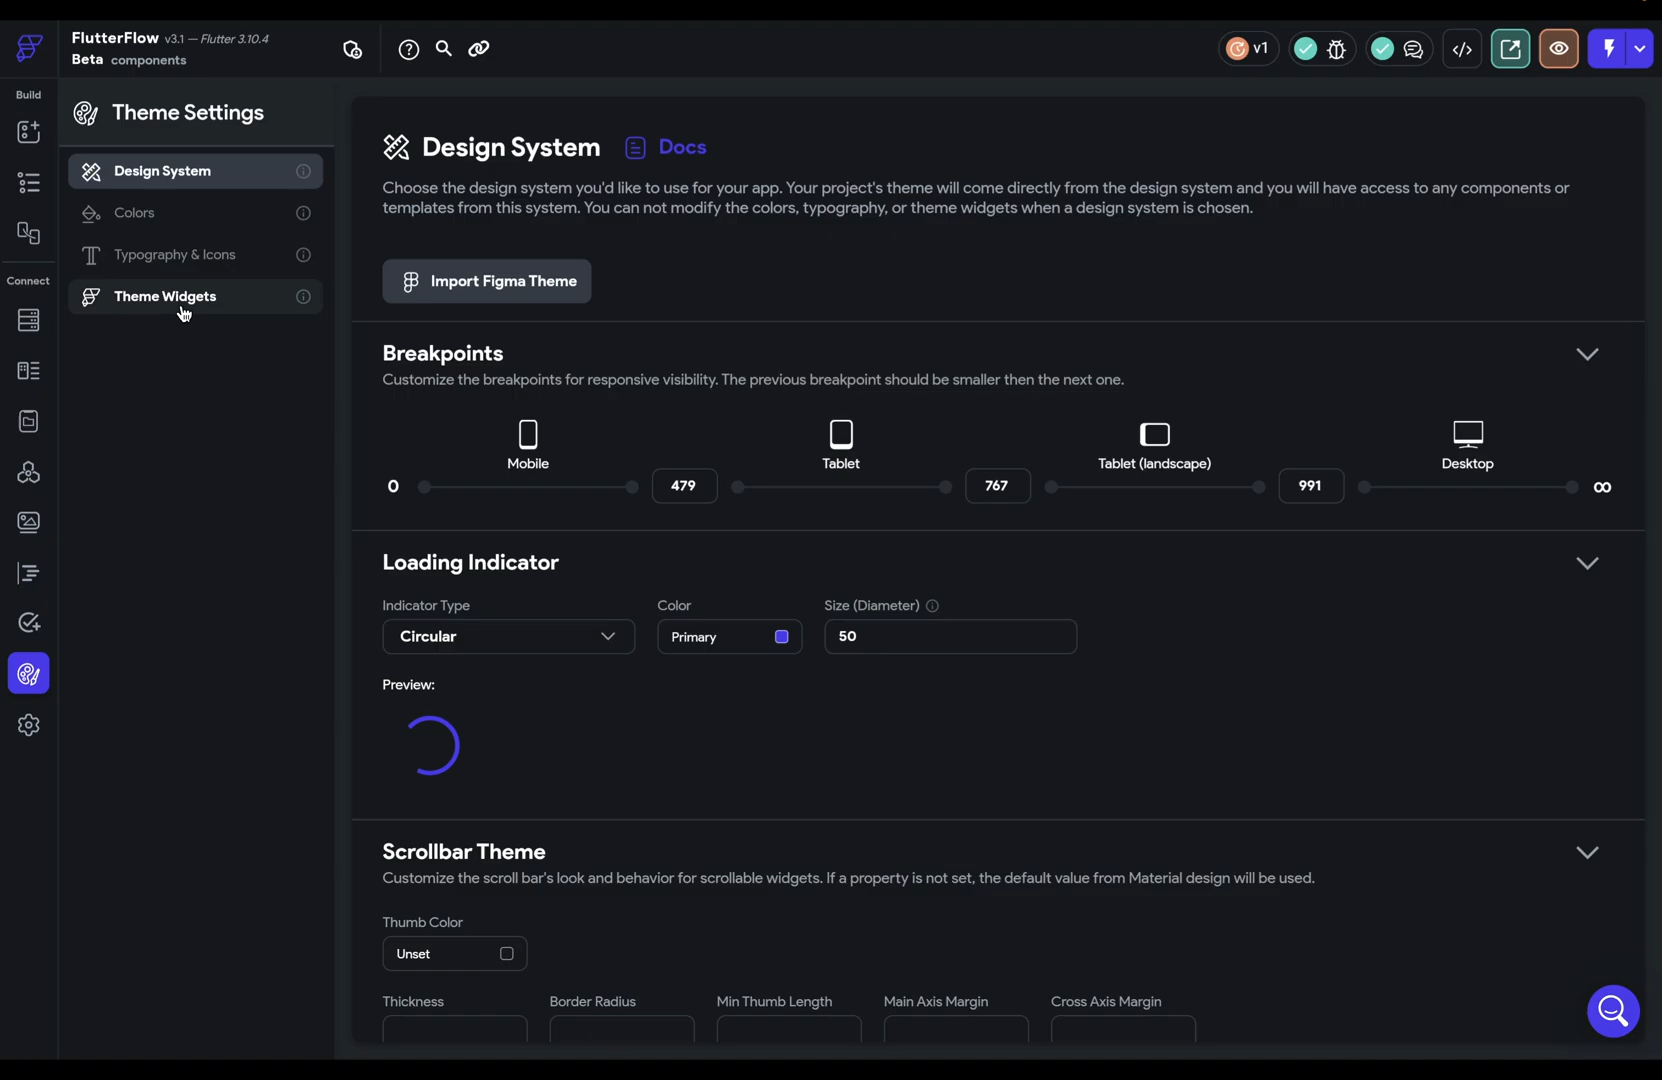 FlutterFlow v3.1 — Flutter 3.10.4
Beta components
v1
Build
Connect
Theme Settings
Design System
Colors
Typography & Icons
Theme Widgets
Design System Docs
Choose the design system you'd like to use for your app. Your project's theme will come directly from the design system and you will have access to any components or
templates from this system. You can not modify the colors, typography, or theme widgets when a design system is chosen.
Import Figma Theme
Breakpoints
Customize the breakpoints for responsive visibility. The previous breakpoint should be smaller then the next one.
Mobile Tablet Tablet (landscape) Desktop
0 479 767 991 ∞
Loading Indicator
Indicator Type Color Size (Diameter)
Circular Primary 50
Preview:
Scrollbar Theme
Customize the scroll bar's look and behavior for scrollable widgets. If a property is not set, the default value from Material design will be used.
Thumb Color
Unset
Thickness Border Radius Min Thumb Length Main Axis Margin Cross Axis Margin